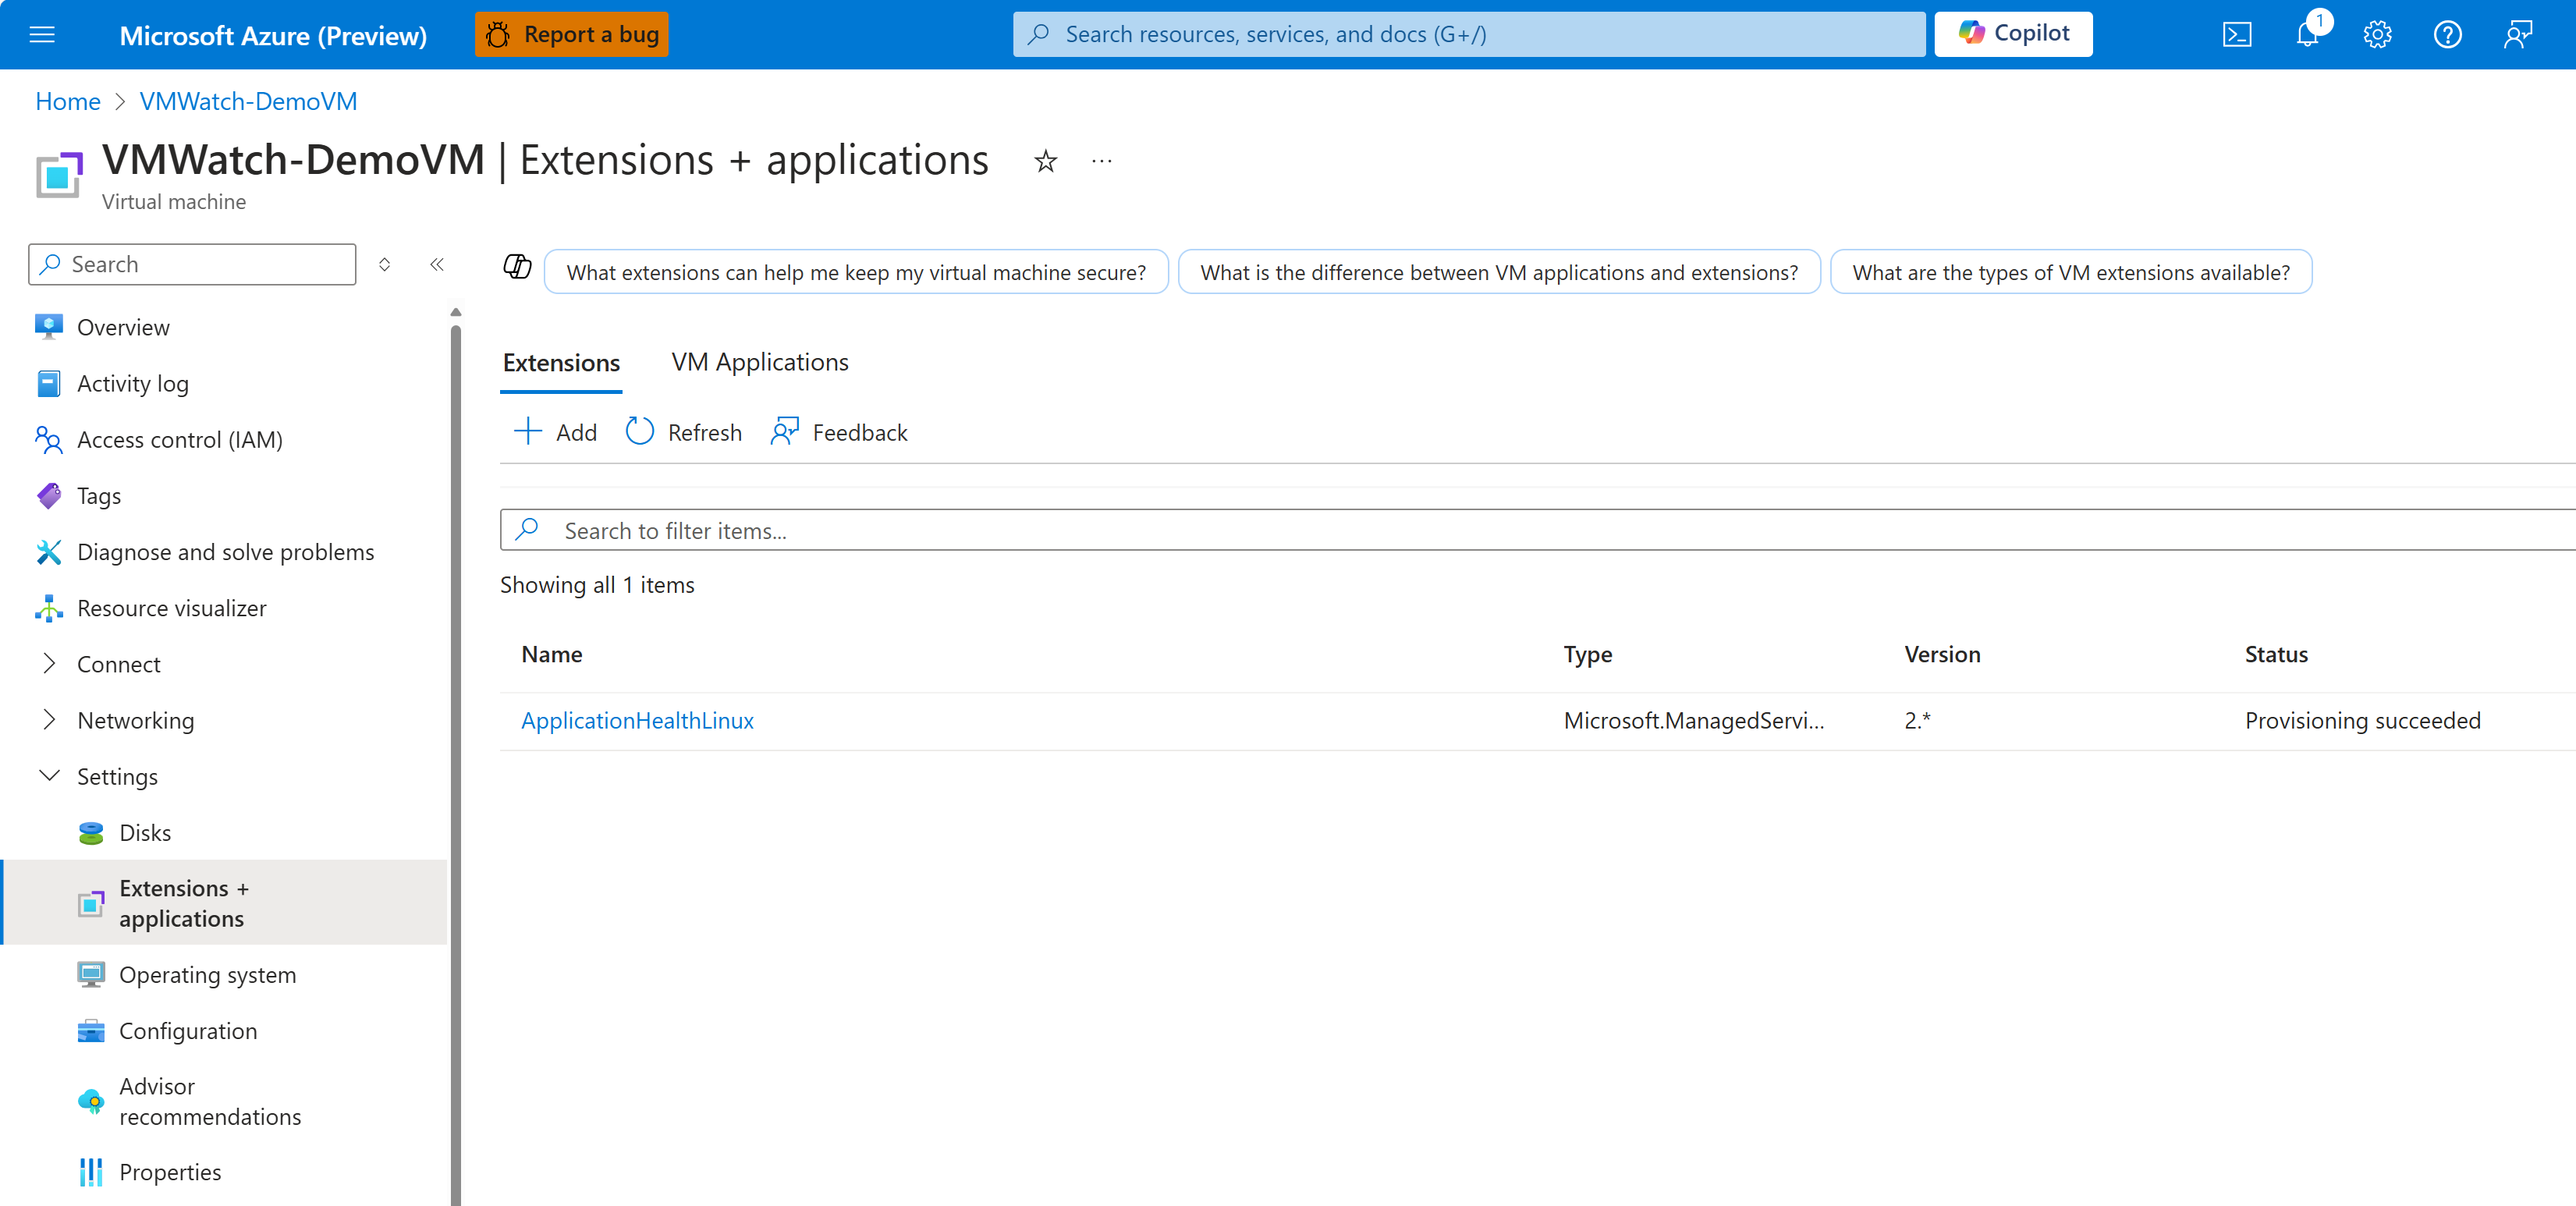 Microsoft Azure (Preview)
Report a bug
Search resources, services, and docs (G+/)
Copilot
1
Home > VMWatch-DemoVM
VMWatch-DemoVM | Extensions + applications
Virtual machine
Search
What extensions can help me keep my virtual machine secure?
What is the difference between VM applications and extensions?
What are the types of VM extensions available?
Overview
Activity log
Access control (IAM)
Tags
Diagnose and solve problems
Resource visualizer
Connect
Networking
Settings
Disks
Extensions +
applications
Operating system
Configuration
Advisor
recommendations
Properties
Extensions
VM Applications
Add
Refresh
Feedback
Search to filter items...
Showing all 1 items
Name Type Version Status
ApplicationHealthLinux Microsoft.ManagedServi... 2.* Provisioning succeeded